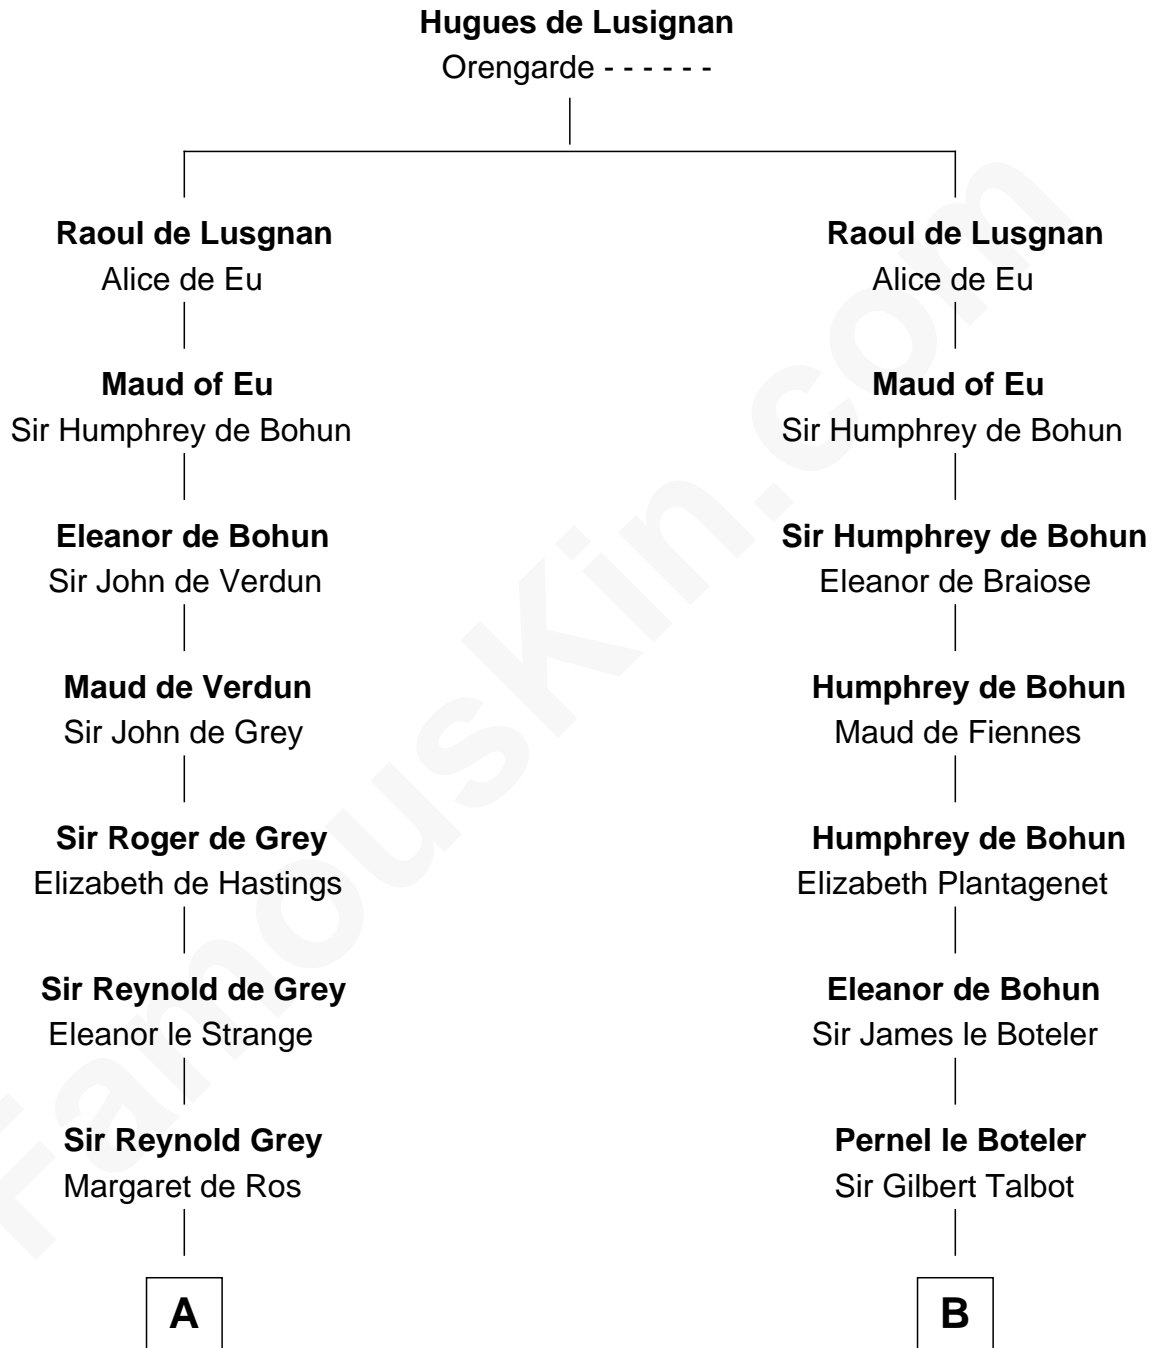 Hugues de Lusignan
Orengarde - - - - - -
Raoul de Lusgnan
Alice de Eu
Maud of Eu
Sir Humphrey de Bohun
Eleanor de Bohun
Sir John de Verdun
Maud de Verdun
Sir John de Grey
Sir Roger de Grey
Elizabeth de Hastings
Sir Reynold de Grey
Eleanor le Strange
Sir Reynold Grey
Margaret de Ros
A
Raoul de Lusgnan
Alice de Eu
Maud of Eu
Sir Humphrey de Bohun
Sir Humphrey de Bohun
Eleanor de Braiose
Humphrey de Bohun
Maud de Fiennes
Humphrey de Bohun
Elizabeth Plantagenet
Eleanor de Bohun
Sir James le Boteler
Pernel le Boteler
Sir Gilbert Talbot
B
FamousKin.com